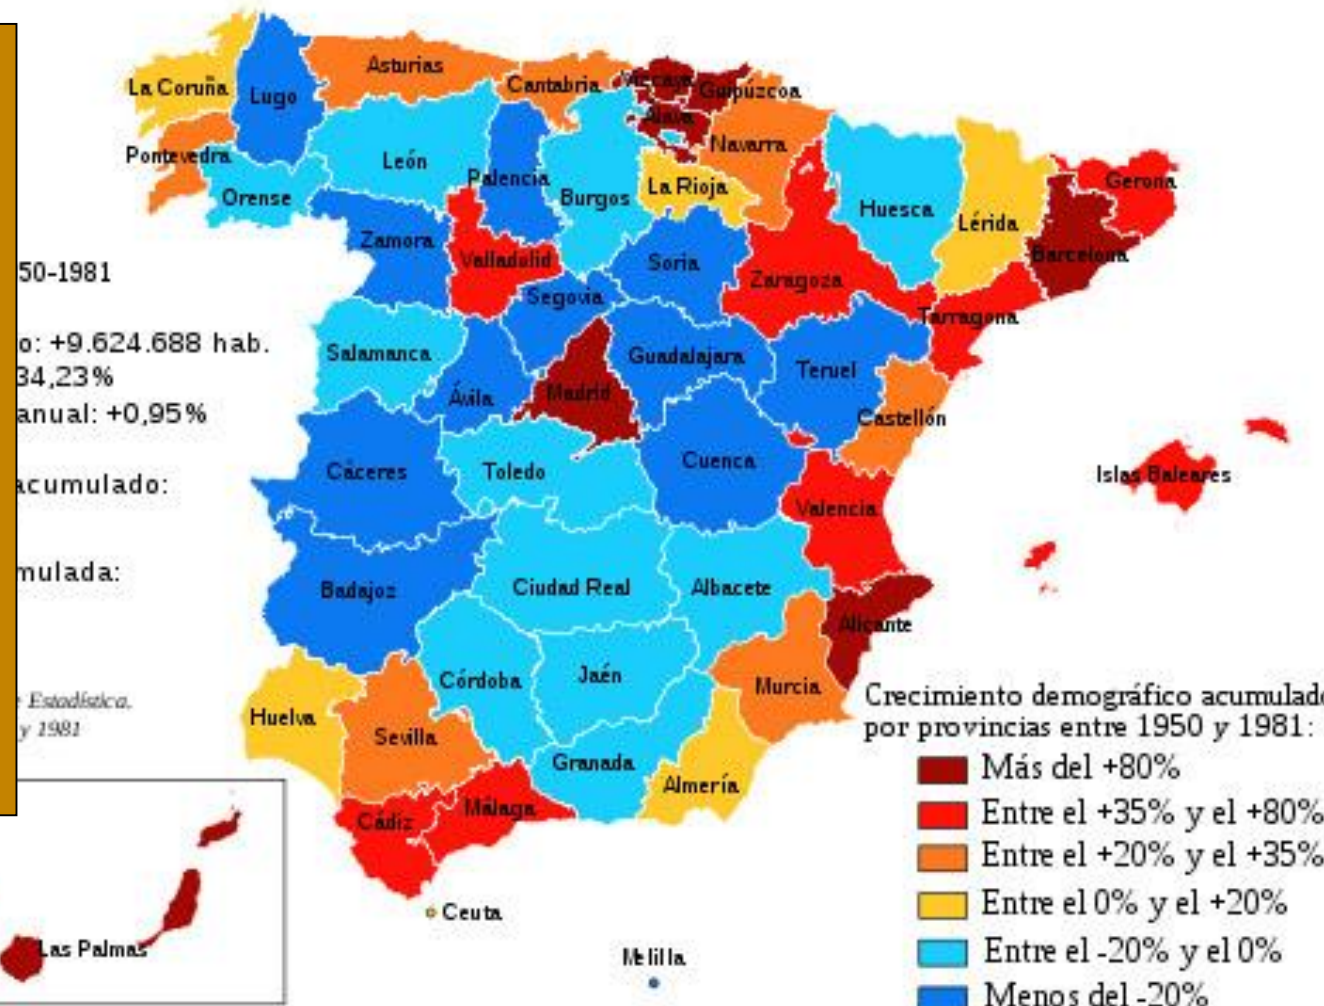 Asturias
Cantabria
Vizcaya
Guipúzcoa
La Coruña
Lugo
Álava
Navarra
Pontevedra
León
Palencia
Burgos
La Rioja
Orense
Huesca
Lérida
Gerona
Barcelona
Zamora
Valladolid
Soria
Zaragoza
50-1981
Segovia
Tarragona
o: +9.624.688 hab.
34,23%
anual: +0,95%
Salamanca
Ávila
Madrid
Guadalajara
Teruel
Castellón
acumulado:
Cáceres
Toledo
Cuenca
Valencia
Islas Baleares
mulada:
Badajoz
Ciudad Real
Albacete
Alicante
Córdoba
Jaén
Murcia
e Estadística,
y 1981
Huelva
Sevilla
Granada
Almería
Cádiz
Málaga
Ceuta
Melilla
Las Palmas
Crecimiento demográfico acumulado
por provincias entre 1950 y 1981:
Más del +80%
Entre el +35% y el +80%
Entre el +20% y el +35%
Entre el 0% y el +20%
Entre el -20% y el 0%
Menos del -20%